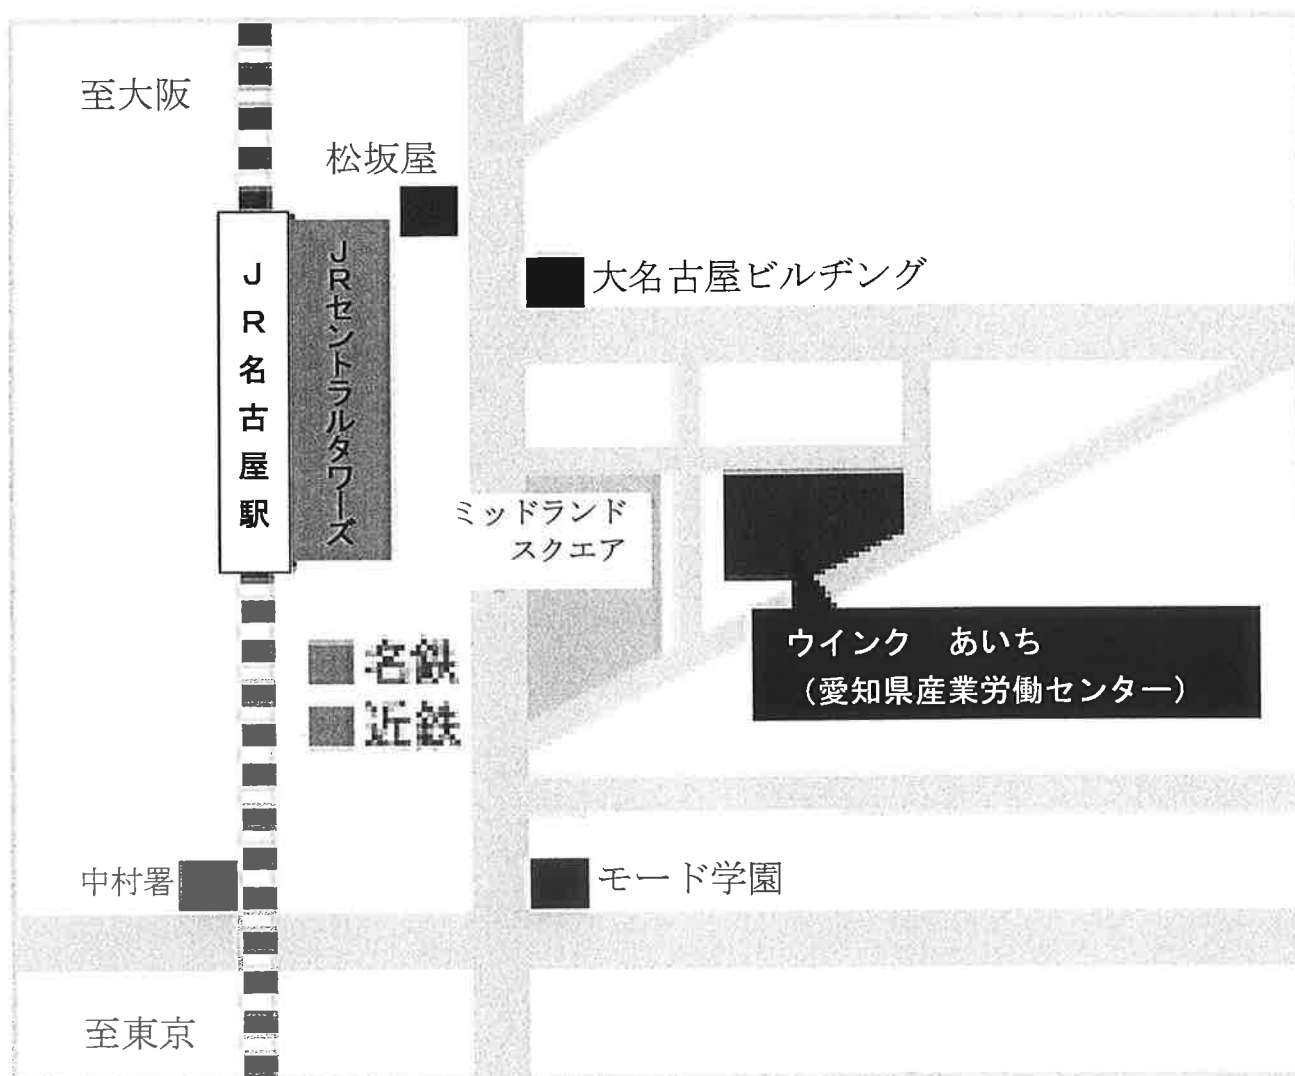 至大阪
松坂屋
JR名古屋駅
JRセントラルタワーズ
大名古屋ビルヂング
ミッドランド
スクエア
ウインク　あいち
（愛知県産業労働センター）
名鉄
近鉄
中村署
モード学園
至東京